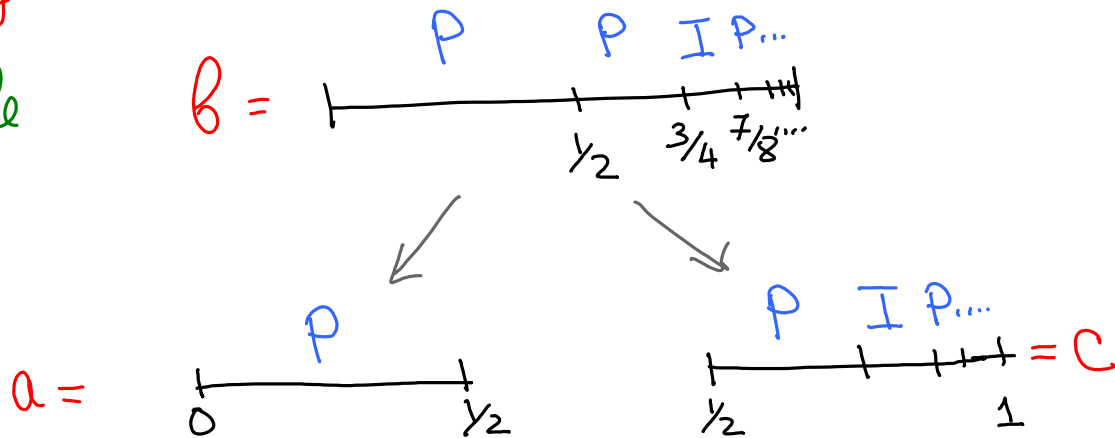 P P I P...
b =
1/2 3/4 7/8 ....
P
P I P....
a =
= C
0 1/2
1/2 1